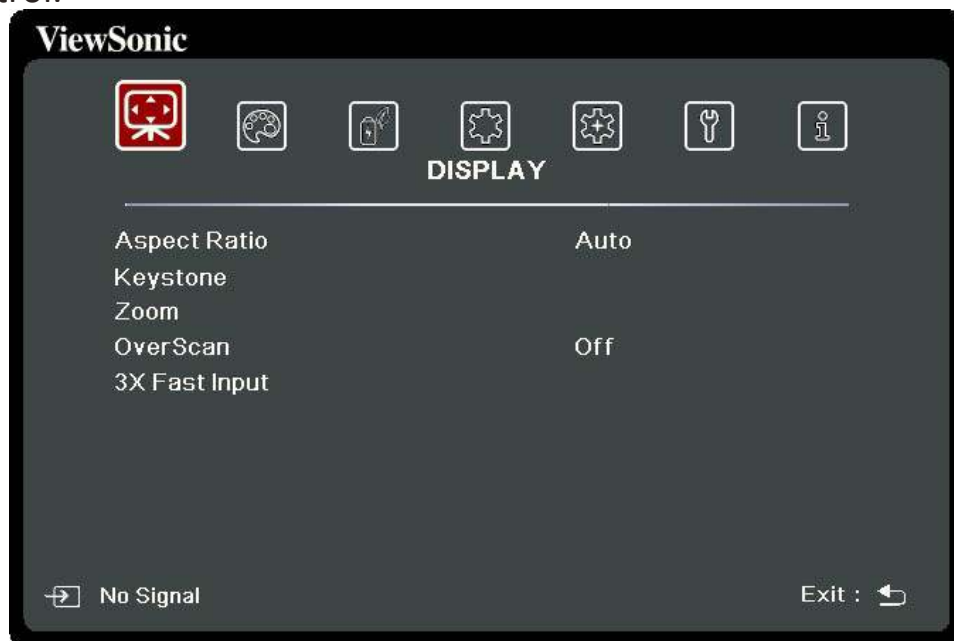 ViewSonic
DISPLAY
Aspect Ratio Auto
Keystone
Zoom
OverScan Off
3X Fast Input
No Signal Exit :